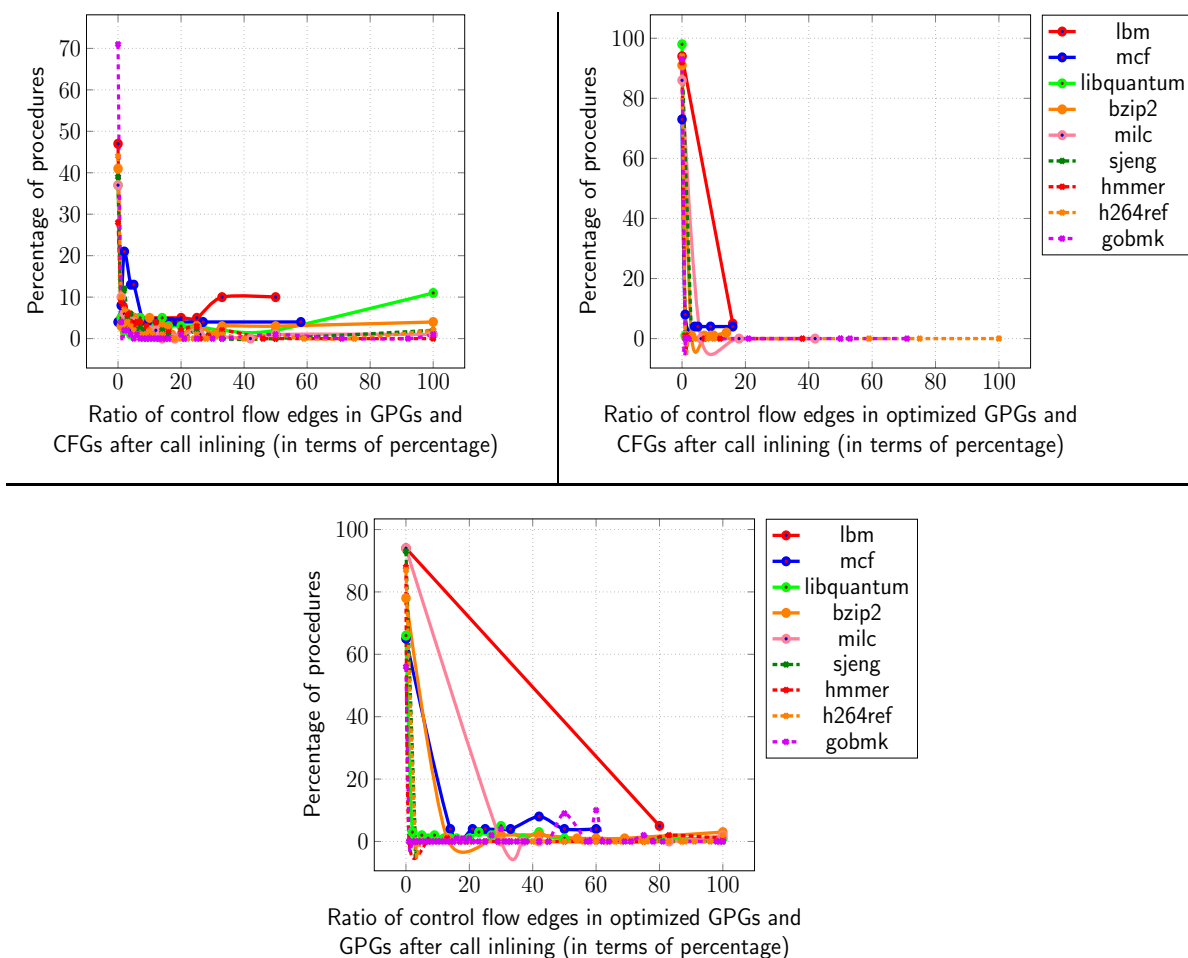 Percentage of procedures
70
60
50
40
30
20
10
0
0 20 40 60 80 100
Ratio of control flow edges in GPGs and
CFGs after call inlining (in terms of percentage)
Percentage of procedures
100
80
60
40
20
0
0 20 40 60 80 100
Ratio of control flow edges in optimized GPGs and
CFGs after call inlining (in terms of percentage)
lbm
mcf
libquantum
bzip2
milc
sjeng
hmmer
h264ref
gobmk
Percentage of procedures
100
80
60
40
20
0
0 20 40 60 80 100
Ratio of control flow edges in optimized GPGs and
GPGs after call inlining (in terms of percentage)
lbm
mcf
libquantum
bzip2
milc
sjeng
hmmer
h264ref
gobmk